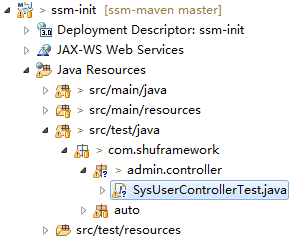 > ssm-init [ssm-maven master]
Deployment Descriptor: ssm-init
JAX-WS Web Services
> Java Resources
> src/main/java
> src/main/resources
> src/test/java
> com.shuframework
> admin.controller
SysUserControllerTest.java
auto
src/test/resources